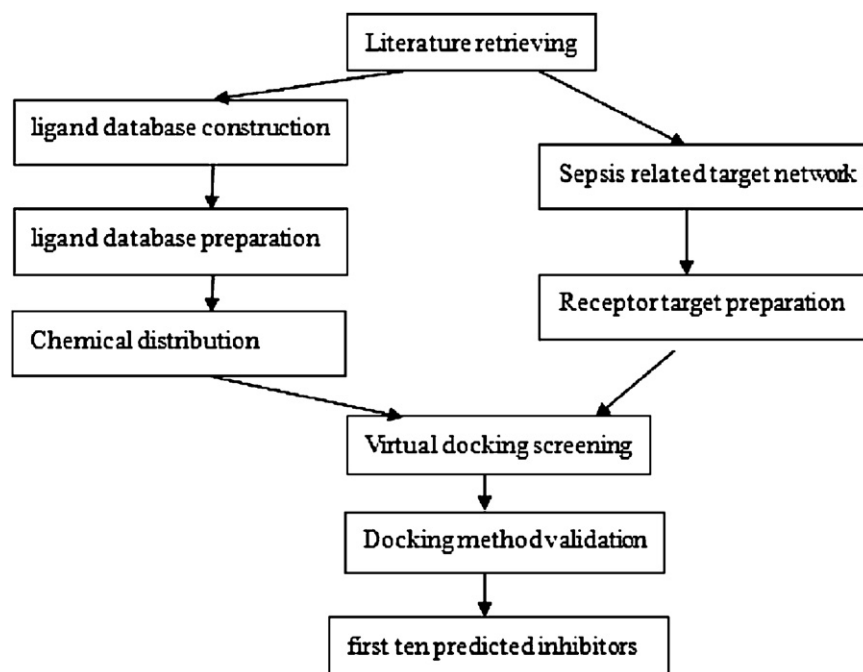 Literature retrieving
ligand database construction
Sepsis related target network
ligand database preparation
Receptor target preparation
Chemical distribution
Virtual docking screening
Docking method validation
first ten predicted inhibitors